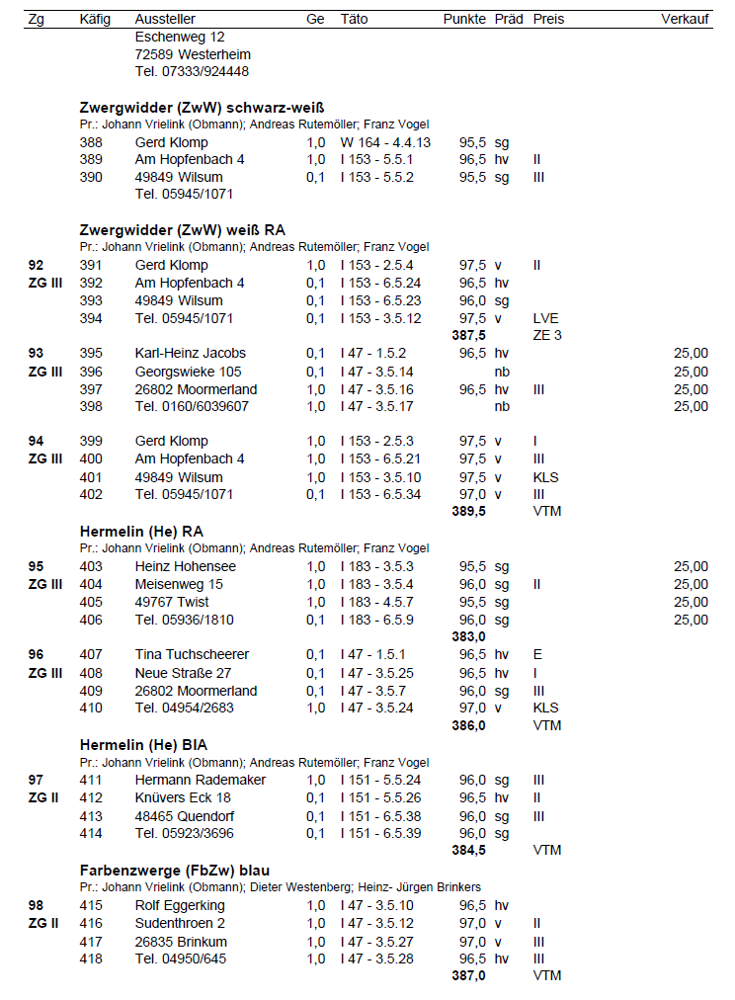 Zg Käfig Aussteller Ge Täto Punkte Präd Preis Verkauf
Eschenweg 12
72589 Westerheim
Tel. 07333/924448
Zwergwidder (ZwW) schwarz-weiß
Pr.: Johann Vrielink (Obmann); Andreas Rutemöller; Franz Vogel
388 Gerd Klomp 1,0 W 164 - 4.4.13 95,5 sg
389 Am Hopfenbach 4 1,0 I 153 - 5.5.1 96,5 hv II
390 49849 Wilsum 0,1 I 153 - 5.5.2 95,5 sg III
Tel. 05945/1071
Zwergwidder (ZwW) weiß RA
Pr.: Johann Vrielink (Obmann); Andreas Rutemöller; Franz Vogel
92 391 Gerd Klomp 1,0 I 153 - 2.5.4 97,5 v II
ZG III 392 Am Hopfenbach 4 0,1 I 153 - 6.5.24 96,5 hv
393 49849 Wilsum 0,1 I 153 - 6.5.23 96,0 sg
394 Tel. 05945/1071 0,1 I 153 - 3.5.12 97,5 v LVE
387,5 ZE 3
93 395 Karl-Heinz Jacobs 0,1 I 47 - 1.5.2 96,5 hv 25,00
ZG III 396 Georgswieke 105 0,1 I 47 - 3.5.14 nb 25,00
397 26802 Moormerland 1,0 I 47 - 3.5.16 96,5 hv III 25,00
398 Tel. 0160/6039607 1,0 I 47 - 3.5.17 nb 25,00
94 399 Gerd Klomp 1,0 I 153 - 2.5.3 97,5 v I
ZG III 400 Am Hopfenbach 4 1,0 I 153 - 6.5.21 97,5 v III
401 49849 Wilsum 1,0 I 153 - 3.5.10 97,5 v KLS
402 Tel. 05945/1071 0,1 I 153 - 6.5.34 97,0 v III
389,5 VTM
Hermelin (He) RA
Pr.: Johann Vrielink (Obmann); Andreas Rutemöller; Franz Vogel
95 403 Heinz Hohensee 1,0 I 183 - 3.5.3 95,5 sg 25,00
ZG III 404 Meisenweg 15 1,0 I 183 - 3.5.4 96,0 sg II 25,00
405 49767 Twist 1,0 I 183 - 4.5.7 95,5 sg 25,00
406 Tel. 05936/1810 0,1 I 183 - 6.5.9 96,0 sg 25,00
383,0
96 407 Tina Tuchscheerer 0,1 I 47 - 1.5.1 96,5 hv E
ZG III 408 Neue Straße 27 0,1 I 47 - 3.5.25 96,5 hv I
409 26802 Moormerland 0,1 I 47 - 3.5.7 96,0 sg III
410 Tel. 04954/2683 1,0 I 47 - 3.5.24 97,0 v KLS
386,0 VTM
Hermelin (He) BIA
Pr.: Johann Vrielink (Obmann); Andreas Rutemöller; Franz Vogel
97 411 Hermann Rademaker 1,0 I 151 - 5.5.24 96,0 sg III
ZG II 412 Knüvers Eck 18 0,1 I 151 - 5.5.26 96,5 hv II
413 48465 Quendorf 0,1 I 151 - 6.5.38 96,0 sg III
414 Tel. 05923/3696 0,1 I 151 - 6.5.39 96,0 sg
384,5 VTM
Farbenzwerge (FbZw) blau
Pr.: Johann Vrielink (Obmann); Dieter Westenberg; Heinz- Jürgen Brinkers
98 415 Rolf Eggerking 1,0 I 47 - 3.5.10 96,5 hv
ZG II 416 Sudenthroen 2 1,0 I 47 - 3.5.12 97,0 v II
417 26835 Brinkum 1,0 I 47 - 3.5.27 97,0 v III
418 Tel. 04950/645 1,0 I 47 - 3.5.28 96,5 hv III
387,0 VTM